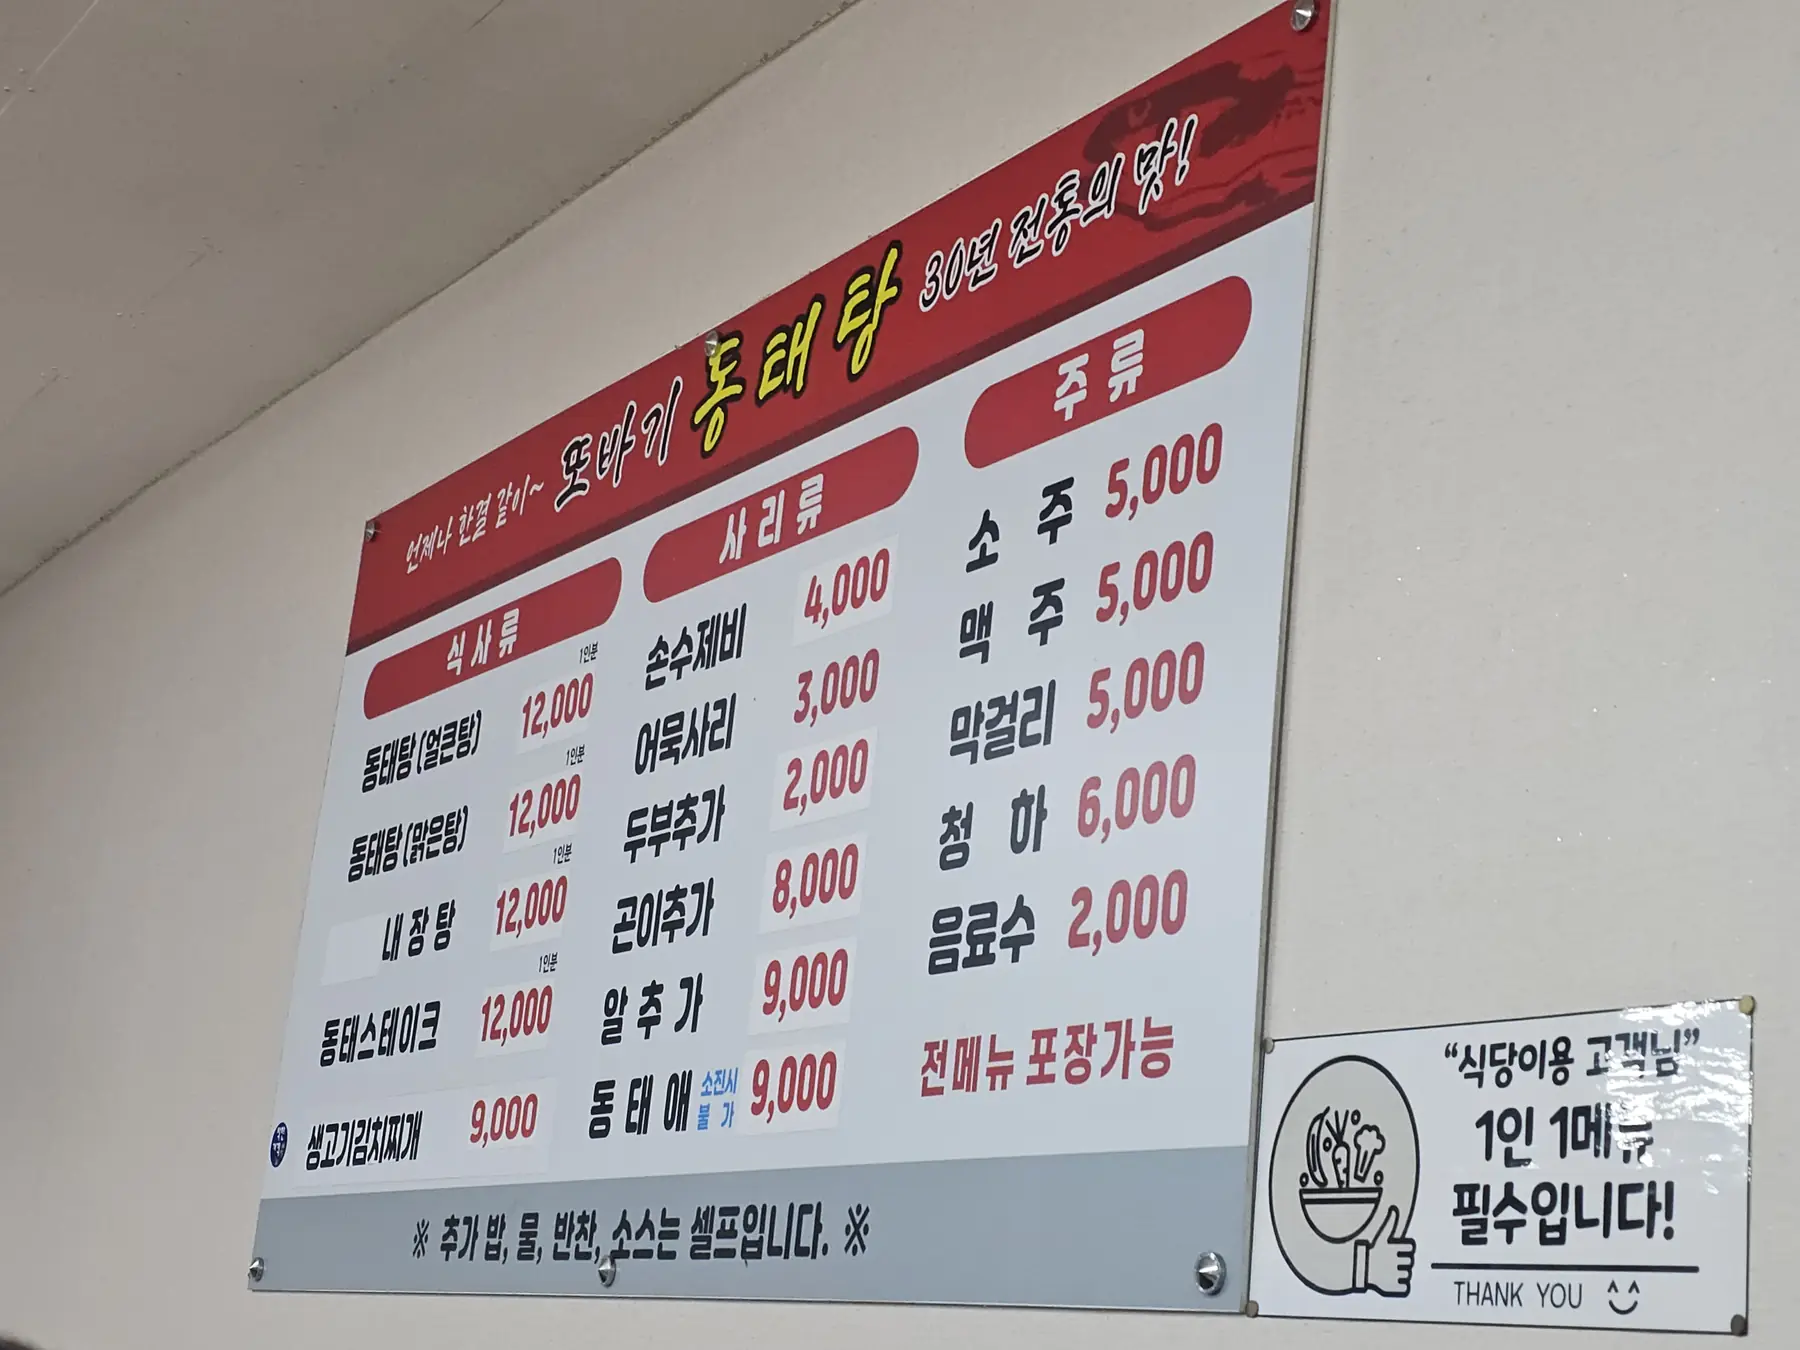 언제나 한결 같이~ 또바기 동태탕 30년 전통의 맛!
식사류
1인분
동태탕(얼큰탕) 12,000
1인분
동태탕(맑은탕) 12,000
1인분
내장탕 12,000
1인분
동태스테이크 12,000
생고기김치찌개 9,000
사리류
손수제비 4,000
어묵사리 3,000
두부추가 2,000
곤이추가 8,000
알추가 9,000
동태애 소진시 불가 9,000
주류
소주 5,000
맥주 5,000
막걸리 5,000
청하 6,000
음료수 2,000
전메뉴 포장가능
※ 추가 밥, 물, 반찬, 소스는 셀프입니다. ※
“식당이용 고객님”
1인 1메뉴
필수입니다!
THANK YOU